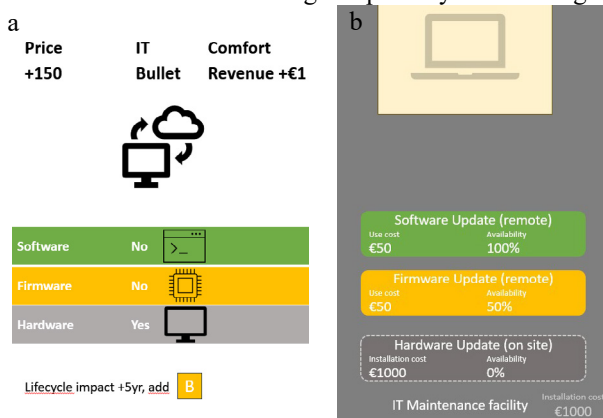 a
Price IT Comfort
+150 Bullet Revenue +€1
Software No >_
Firmware No
Hardware Yes
Lifecycle impact +5yr, add B
b
Software Update (remote)
Use cost Availability
€50 100%
Firmware Update (remote)
Use cost Availability
€50 50%
Hardware Update (on site)
Installation cost Availability
€1000 0%
IT Maintenance facility Installation cost
€1000